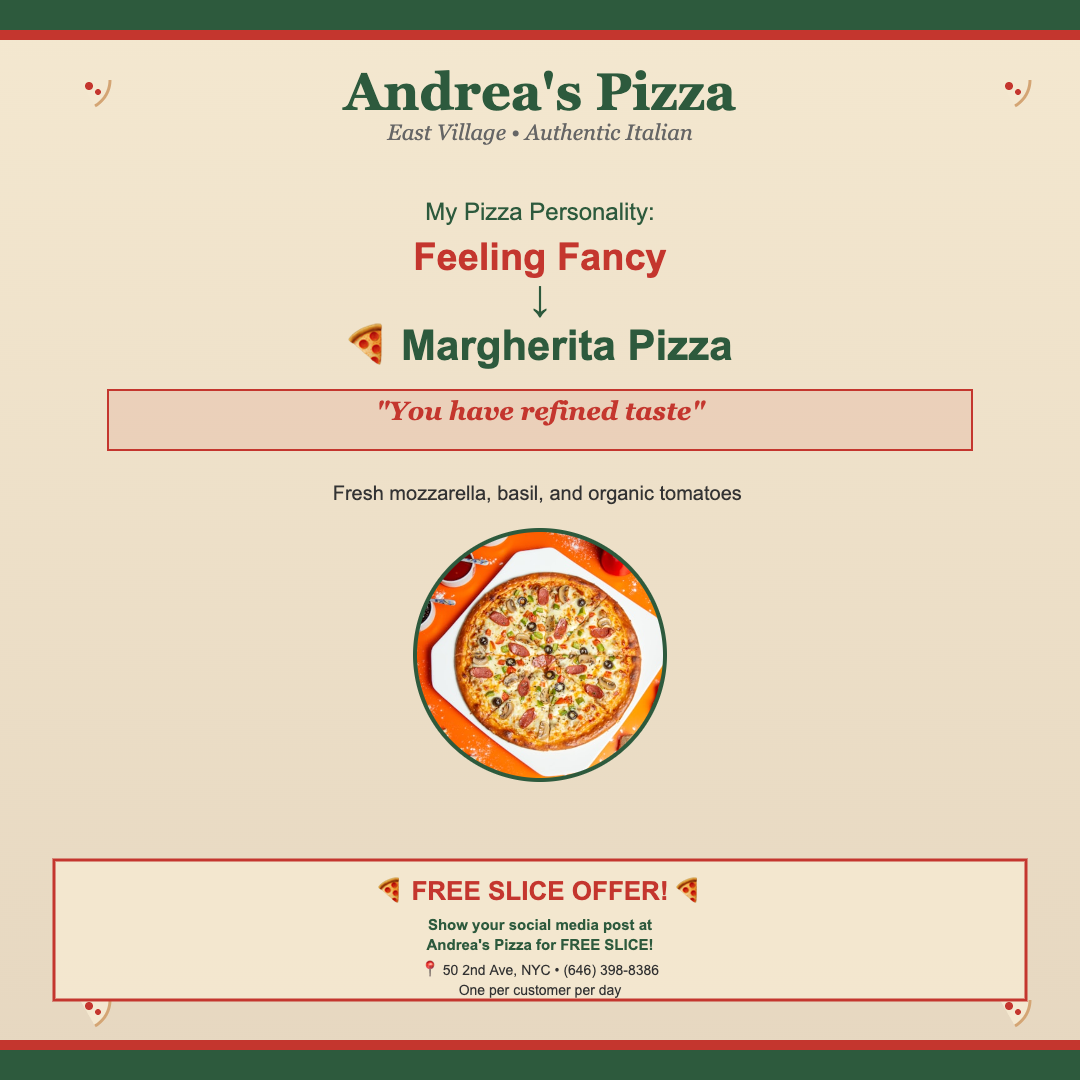 Andrea's Pizza
East Village • Authentic Italian
My Pizza Personality:
Feeling Fancy
↓
🍕 Margherita Pizza
"You have refined taste"
Fresh mozzarella, basil, and organic tomatoes
🍕 FREE SLICE OFFER! 🍕
Show your social media post at
Andrea's Pizza for FREE SLICE!
📍 50 2nd Ave, NYC • (646) 398-8386
One per customer per day